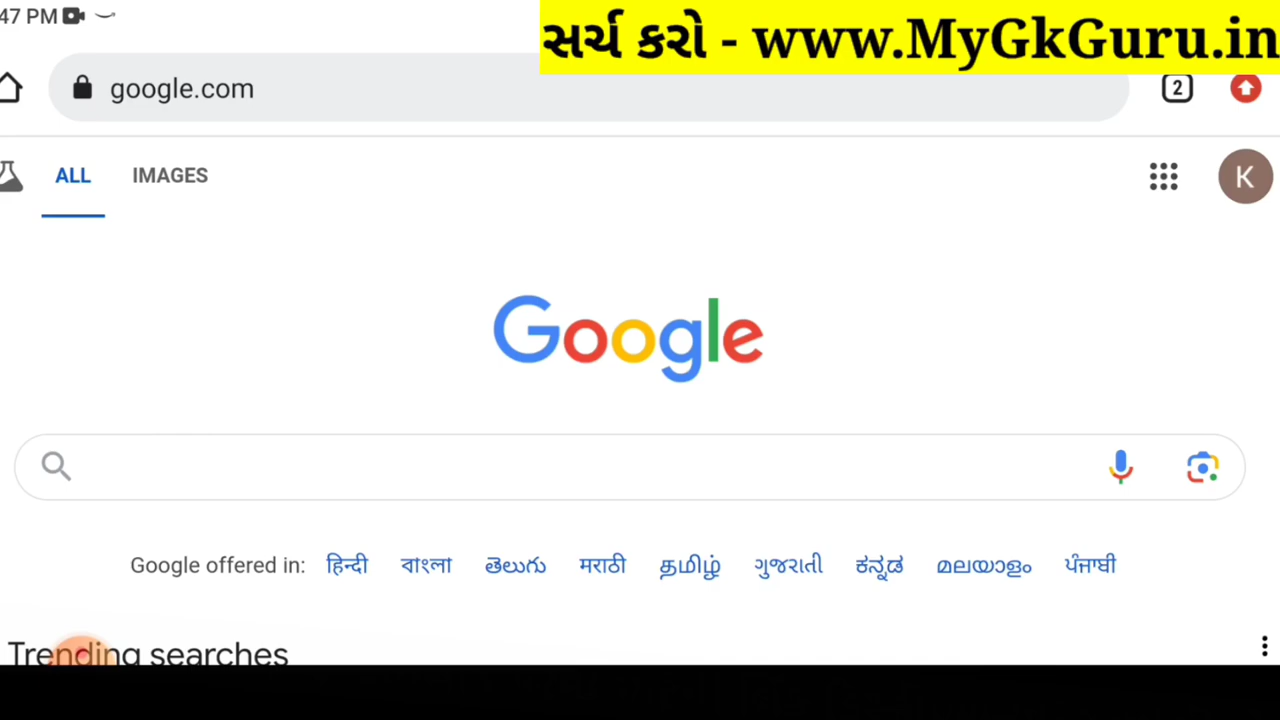 47 PM
સર્ચ કરો - www.MyGkGuru.in
google.com
2
ALL IMAGES
K
Google
Google offered in: हिन्दी বাংলা తెలుగు मराठी தமிழ் ગુજરાતી ಕನ್ನಡ മലയാളം ਪੰਜਾਬੀ
Trending searches